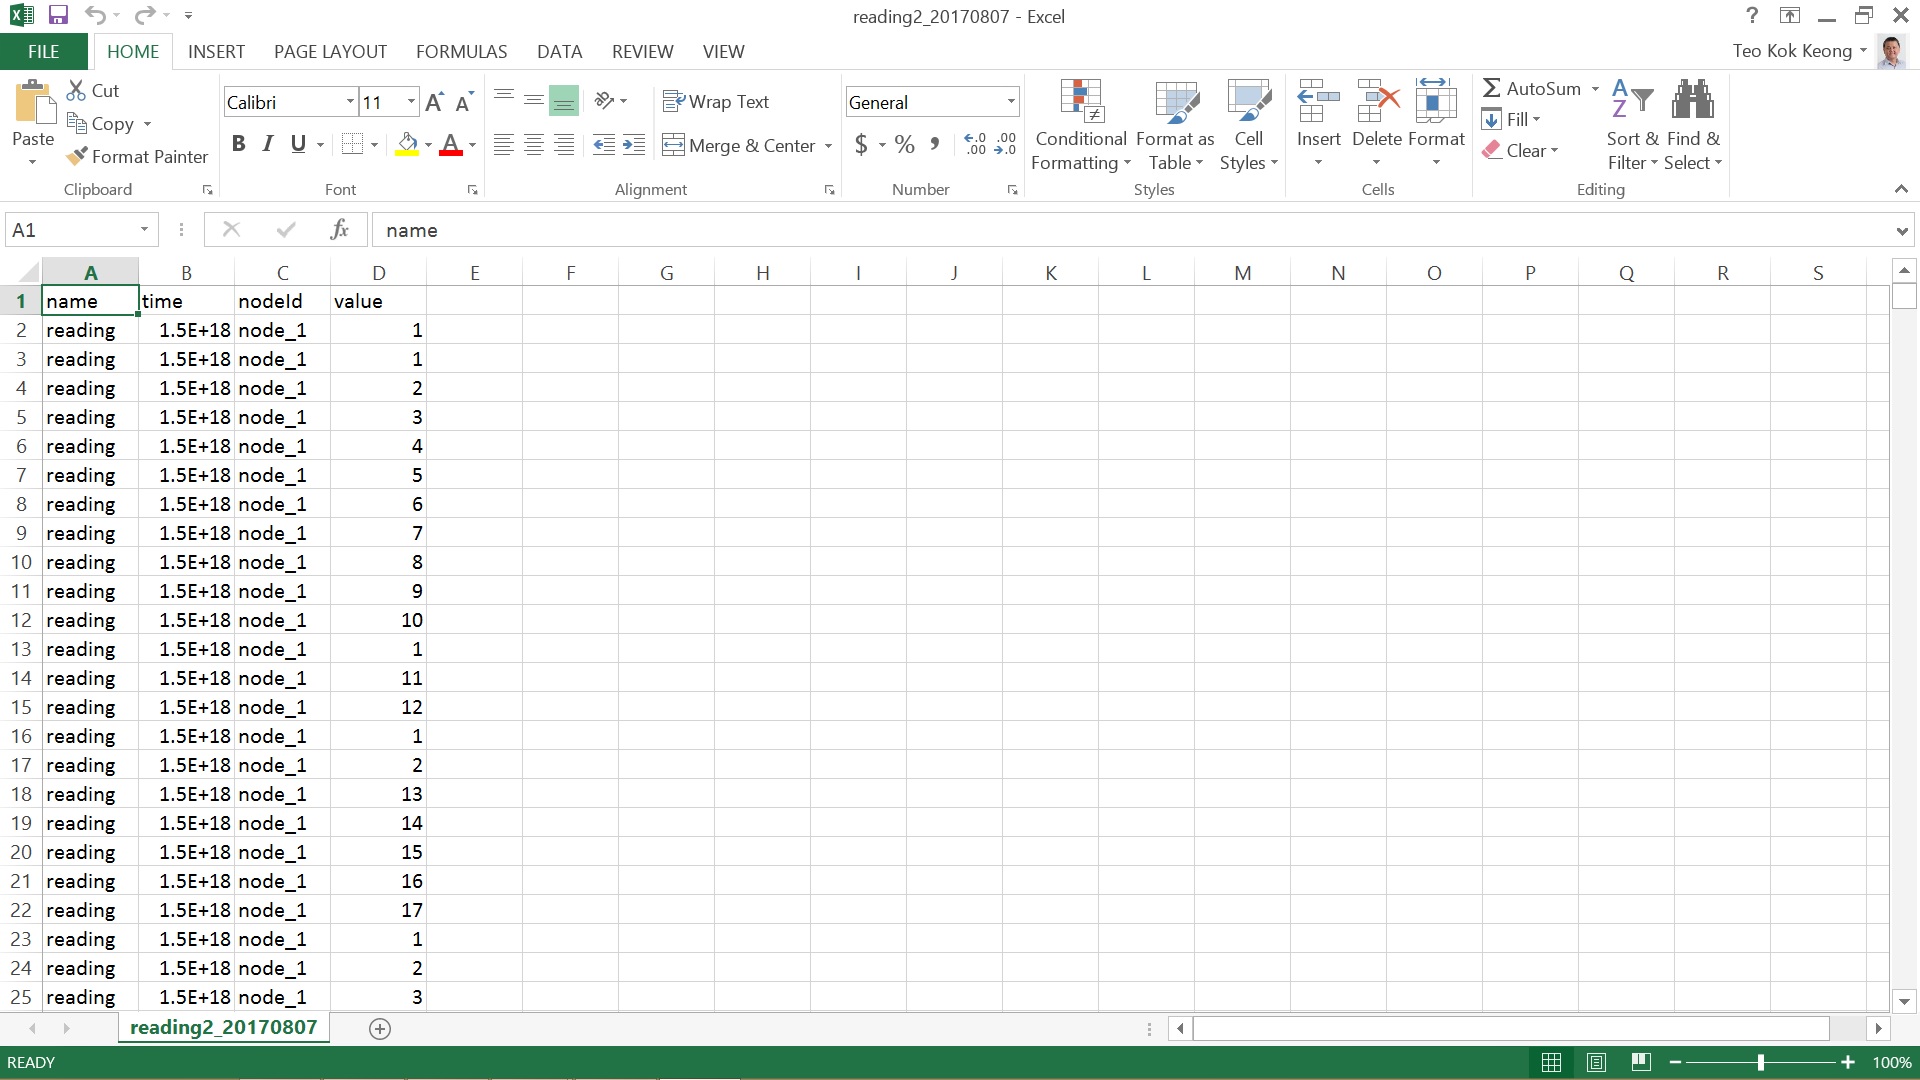 reading2_20170807 - Excel
?
FILE HOME INSERT PAGE LAYOUT FORMULAS DATA REVIEW VIEW
Teo Kok Keong
Paste
Cut
Copy
Format Painter
Clipboard
Calibri 11
B I U A
Font
Wrap Text
Merge & Center
Alignment
General
$ % ,
Number
Conditional Formatting
Format as Table
Cell Styles
Styles
Insert Delete Format
Cells
AutoSum
Fill
Clear
Sort & Filter
Find & Select
Editing
A1 fx name
A B C D E F G H I J K L M N O P Q R S
1 name time nodeId value
2 reading 1.5E+18 node_1 1
3 reading 1.5E+18 node_1 1
4 reading 1.5E+18 node_1 2
5 reading 1.5E+18 node_1 3
6 reading 1.5E+18 node_1 4
7 reading 1.5E+18 node_1 5
8 reading 1.5E+18 node_1 6
9 reading 1.5E+18 node_1 7
10 reading 1.5E+18 node_1 8
11 reading 1.5E+18 node_1 9
12 reading 1.5E+18 node_1 10
13 reading 1.5E+18 node_1 1
14 reading 1.5E+18 node_1 11
15 reading 1.5E+18 node_1 12
16 reading 1.5E+18 node_1 1
17 reading 1.5E+18 node_1 2
18 reading 1.5E+18 node_1 13
19 reading 1.5E+18 node_1 14
20 reading 1.5E+18 node_1 15
21 reading 1.5E+18 node_1 16
22 reading 1.5E+18 node_1 17
23 reading 1.5E+18 node_1 1
24 reading 1.5E+18 node_1 2
25 reading 1.5E+18 node_1 3
reading2_20170807
READY
100%